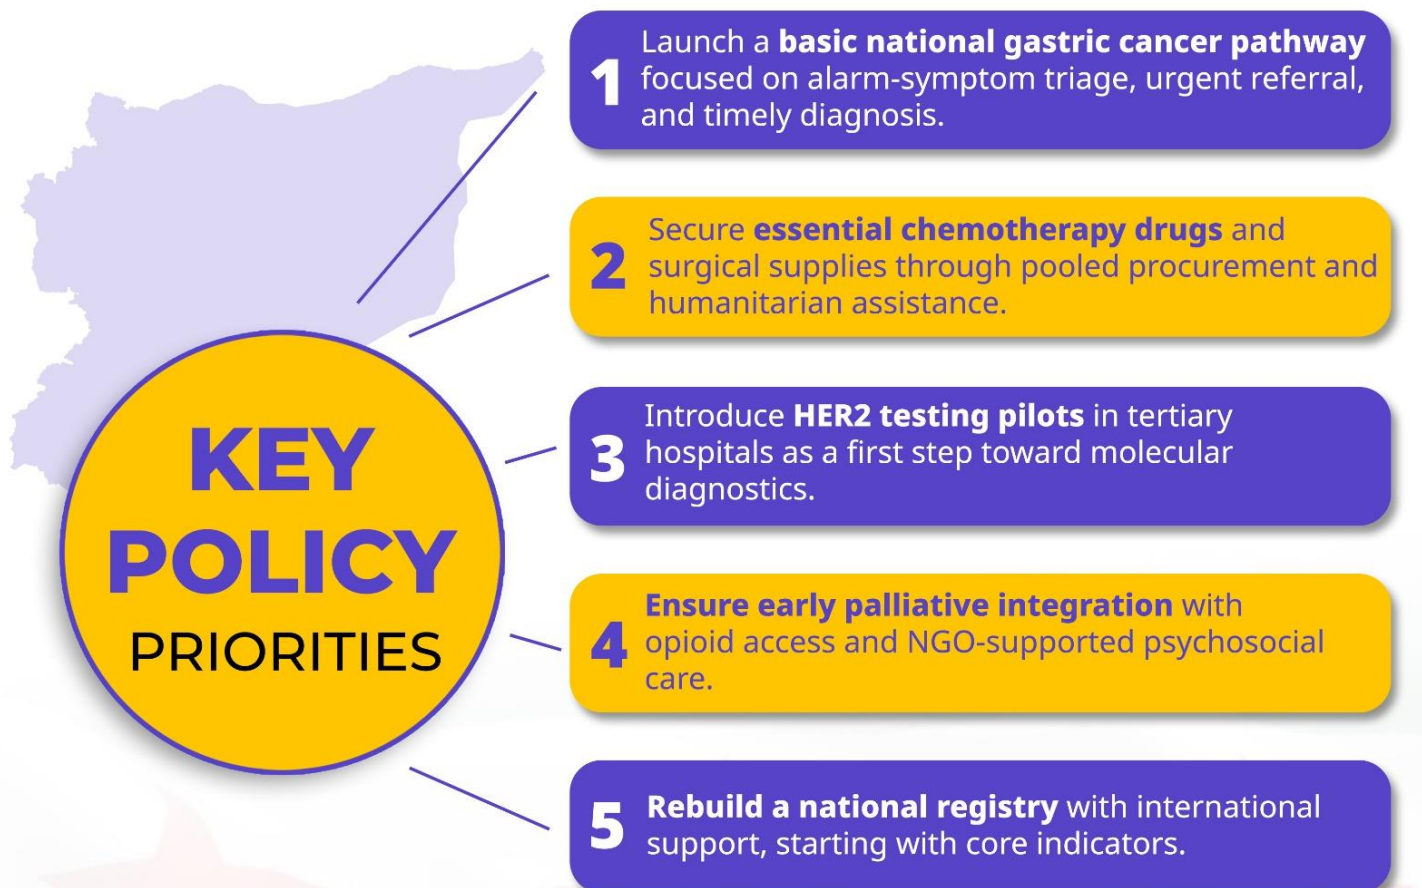 KEY
POLICY
PRIORITIES
1
Launch a basic national gastric cancer pathway
focused on alarm-symptom triage, urgent referral,
and timely diagnosis.
2
Secure essential chemotherapy drugs and
surgical supplies through pooled procurement and
humanitarian assistance.
3
Introduce HER2 testing pilots in tertiary
hospitals as a first step toward molecular
diagnostics.
4
Ensure early palliative integration with
opioid access and NGO-supported psychosocial
care.
5
Rebuild a national registry with international
support, starting with core indicators.